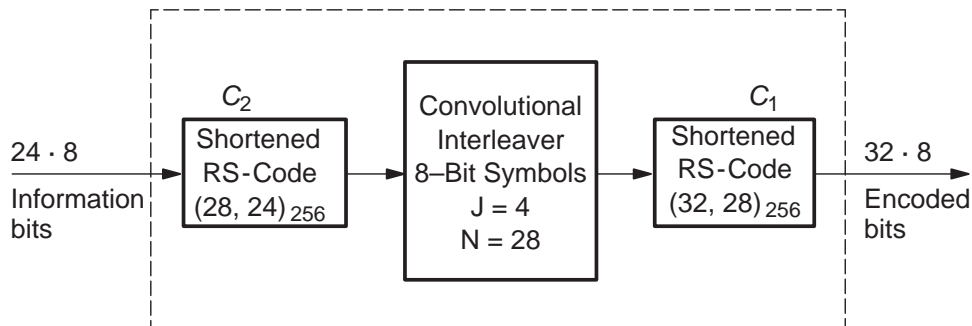 24 · 8
Information
bits
C₂
Shortened
RS-Code
(28, 24)₂₅₆
Convolutional
Interleaver
8–Bit Symbols
J = 4
N = 28
C₁
Shortened
RS-Code
(32, 28)₂₅₆
32 · 8
Encoded
bits